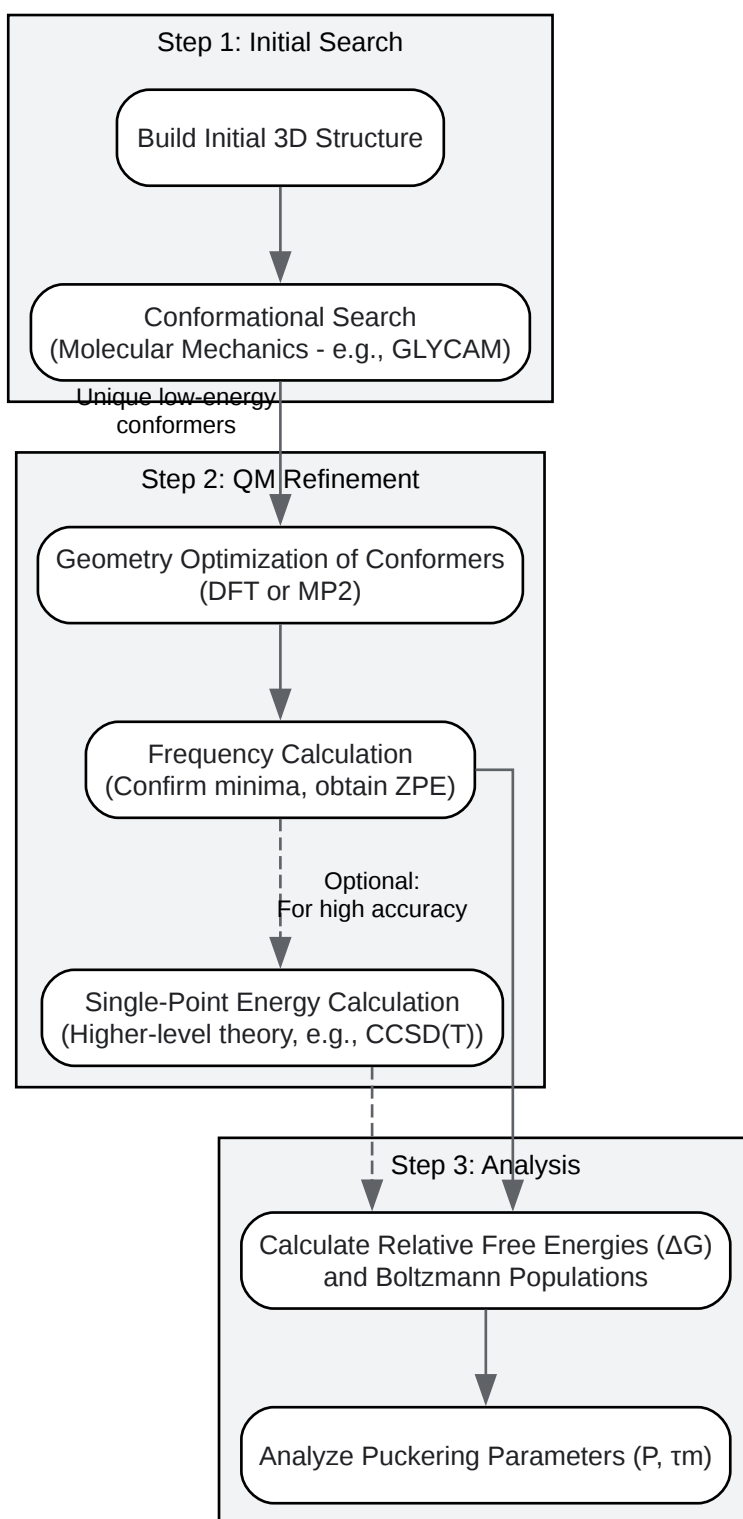 Step 1: Initial Search
Build Initial 3D Structure
Conformational Search
(Molecular Mechanics - e.g., GLYCAM)
Unique low-energy
conformers
Step 2: QM Refinement
Geometry Optimization of Conformers
(DFT or MP2)
Frequency Calculation
(Confirm minima, obtain ZPE)
Optional:
For high accuracy
Single-Point Energy Calculation
(Higher-level theory, e.g., CCSD(T))
Step 3: Analysis
Calculate Relative Free Energies (ΔG)
and Boltzmann Populations
Analyze Puckering Parameters (P, τm)